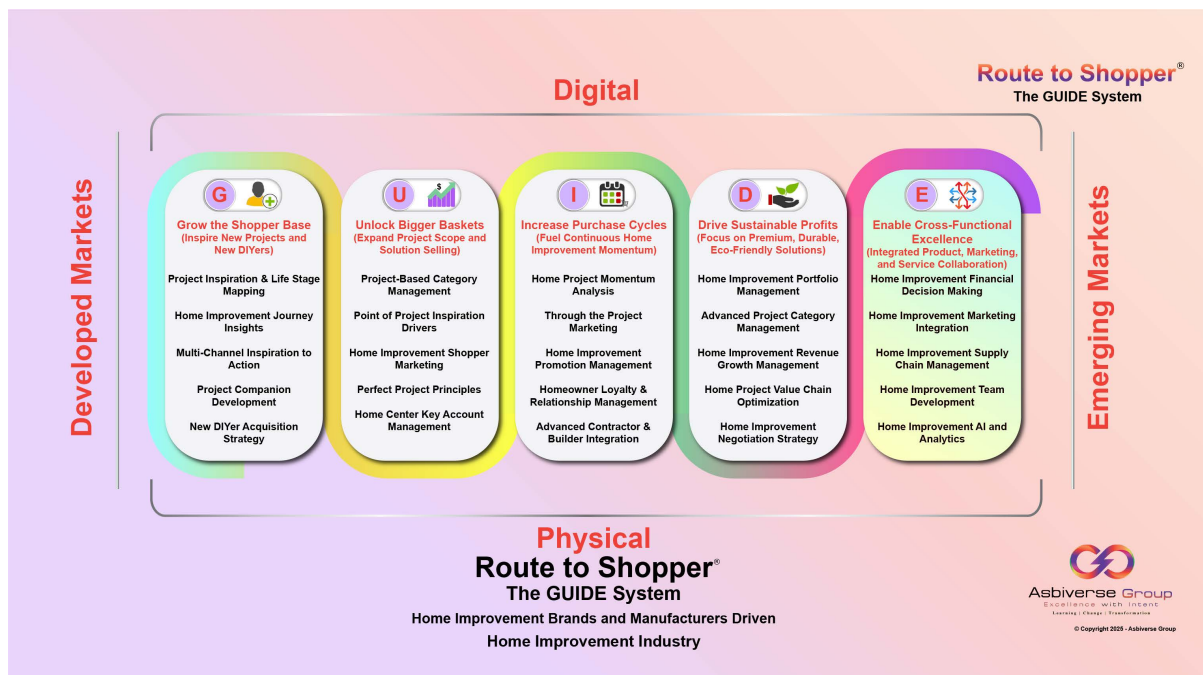 Digital
Route to Shopper®
The GUIDE System
Developed Markets
Emerging Markets
G
Grow the Shopper Base
(Inspire New Projects and
New DIYers)
Project Inspiration & Life Stage
Mapping
Home Improvement Journey
Insights
Multi-Channel Inspiration to
Action
Project Companion
Development
New DIYer Acquisition
Strategy
U
$
Unlock Bigger Baskets
(Expand Project Scope and
Solution Selling)
Project-Based Category
Management
Point of Project Inspiration
Drivers
Home Improvement Shopper
Marketing
Perfect Project Principles
Home Center Key Account
Management
I
Increase Purchase Cycles
(Fuel Continuous Home
Improvement Momentum)
Home Project Momentum
Analysis
Through the Project
Marketing
Home Improvement
Promotion Management
Homeowner Loyalty &
Relationship Management
Advanced Contractor &
Builder Integration
D
Drive Sustainable Profits
(Focus on Premium, Durable,
Eco-Friendly Solutions)
Home Improvement Portfolio
Management
Advanced Project Category
Management
Home Improvement Revenue
Growth Management
Home Project Value Chain
Optimization
Home Improvement
Negotiation Strategy
E
Enable Cross-Functional
Excellence
(Integrated Product, Marketing,
and Service Collaboration)
Home Improvement Financial
Decision Making
Home Improvement Marketing
Integration
Home Improvement Supply
Chain Management
Home Improvement Team
Development
Home Improvement AI and
Analytics
Physical
Route to Shopper®
The GUIDE System
Home Improvement Brands and Manufacturers Driven
Home Improvement Industry
Asbiverse Group
Excellence with Intent
Learning | Change | Transformation
© Copyright 2025 - Asbiverse Group